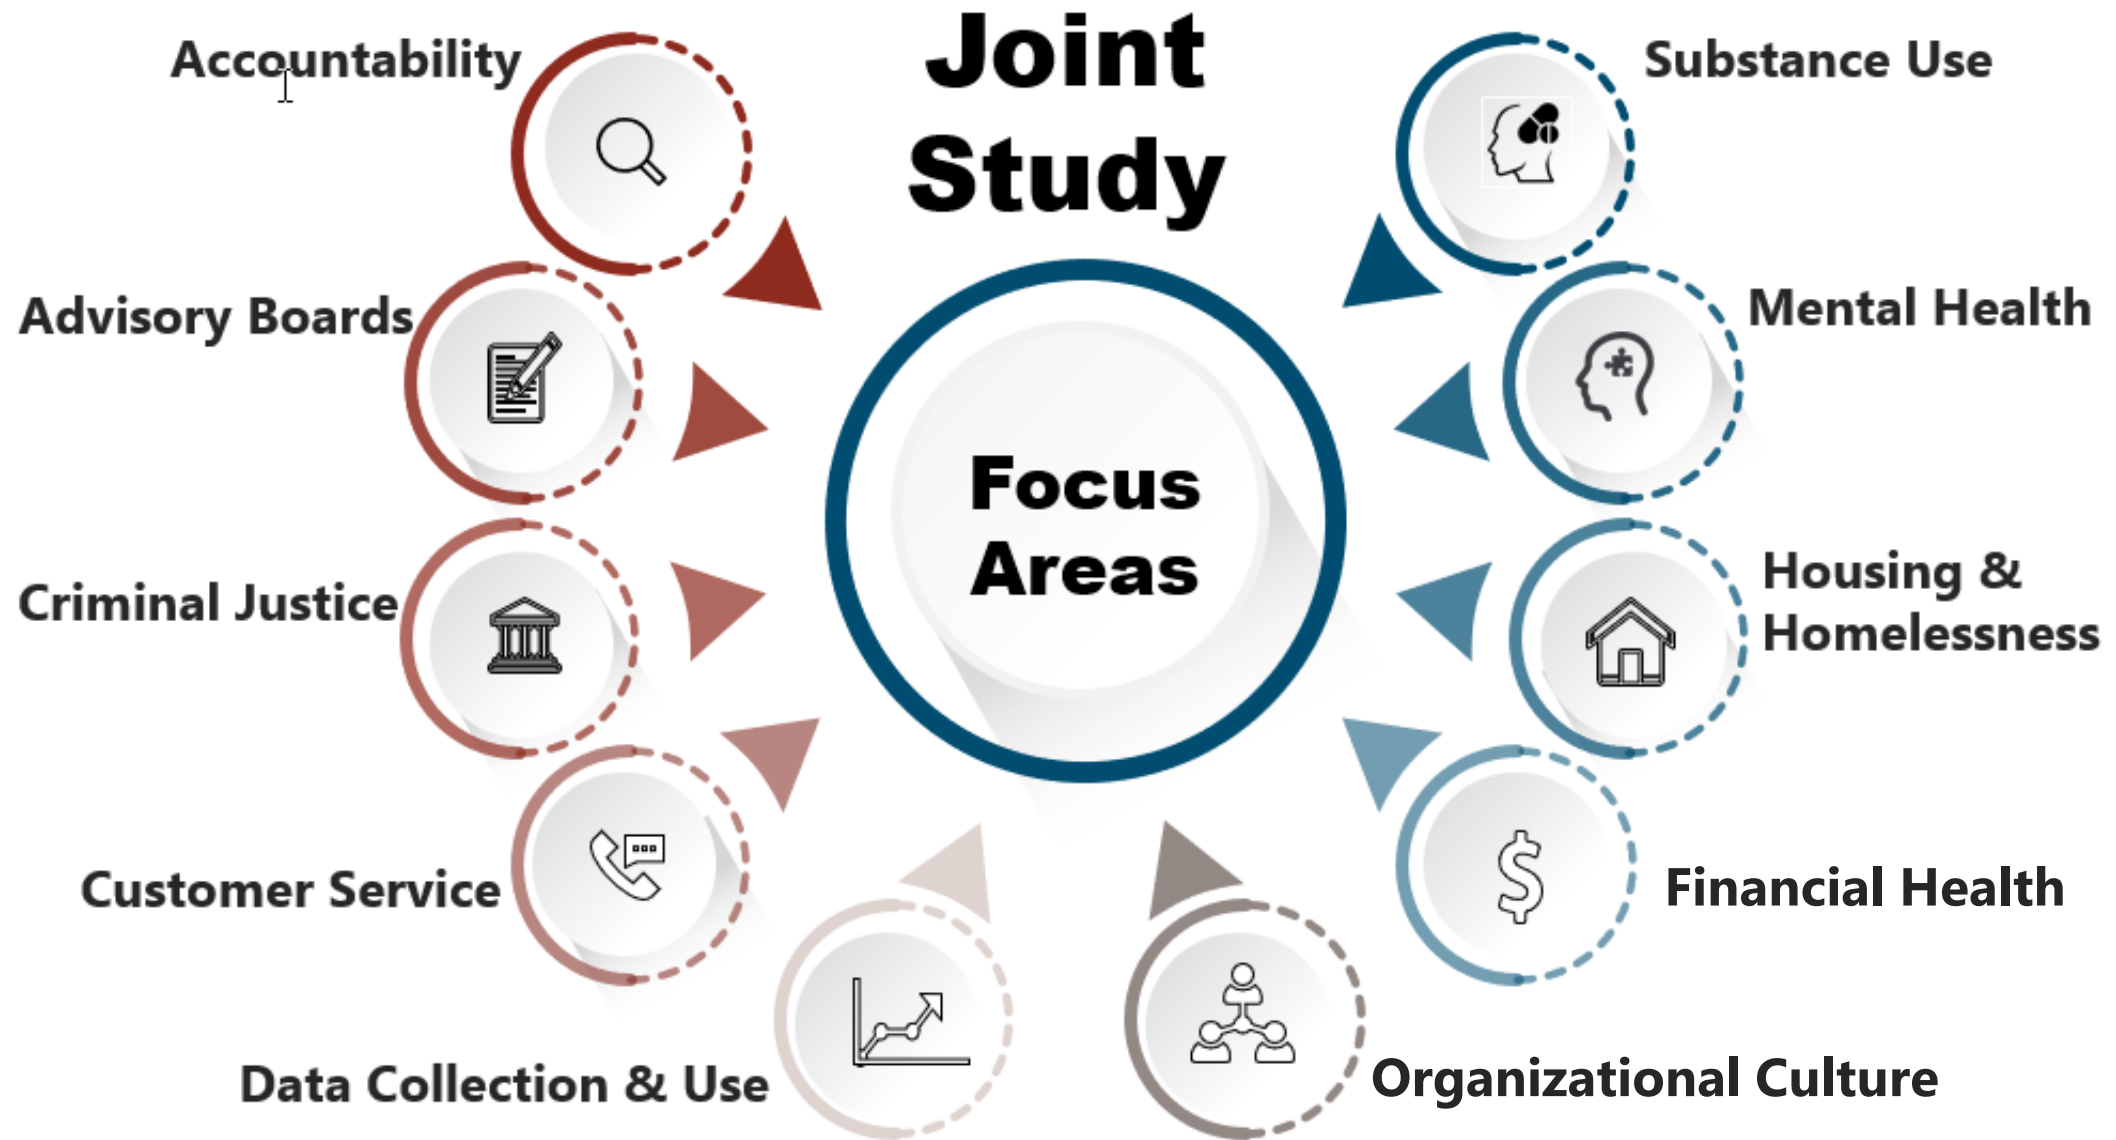 Joint
Study
Accountability
Substance Use
Advisory Boards
Mental Health
Focus
Areas
Criminal Justice
Housing &
Homelessness
Customer Service
Financial Health
Data Collection & Use
Organizational Culture